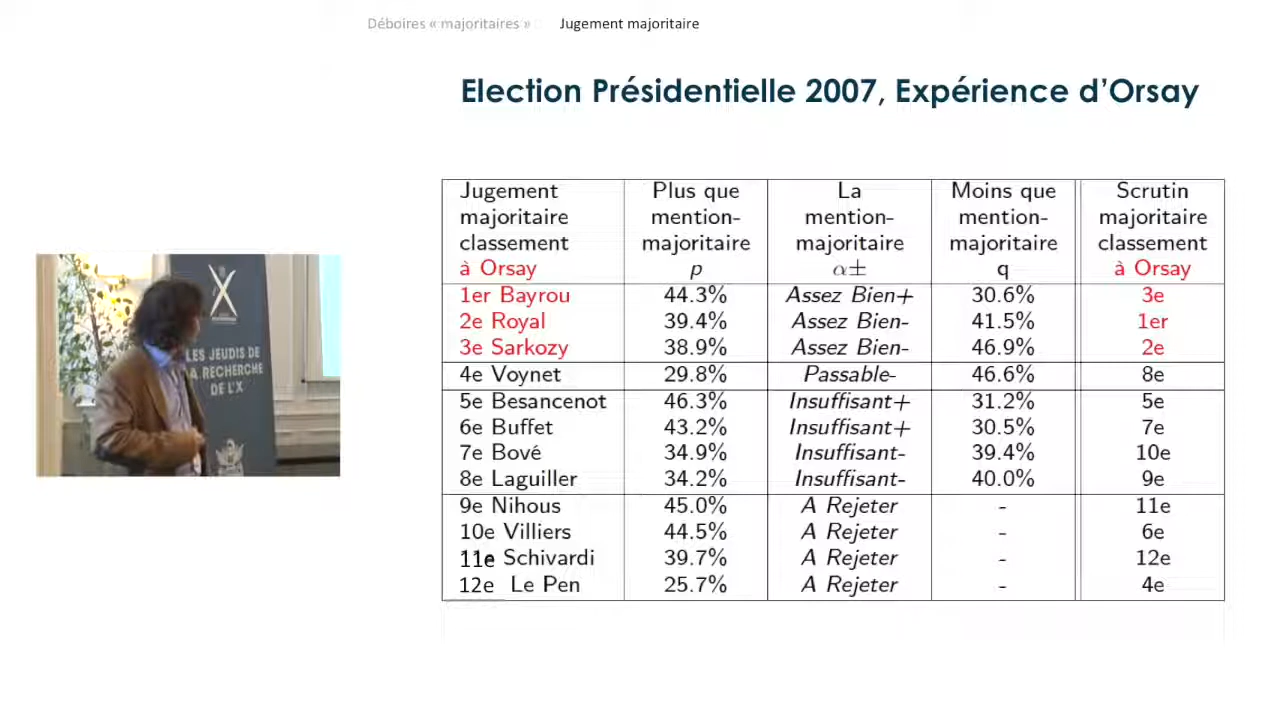 Déboires « majoritaires » Jugement majoritaire
Election Présidentielle 2007, Expérience d'Orsay
Jugement majoritaire classement à Orsay | Plus que mention-majoritaire p | La mention-majoritaire α± | Moins que mention-majoritaire q | Scrutin majoritaire classement à Orsay
1er Bayrou 44.3% Assez Bien+ 30.6% 3e
2e Royal 39.4% Assez Bien- 41.5% 1er
3e Sarkozy 38.9% Assez Bien- 46.9% 2e
4e Voynet 29.8% Passable- 46.6% 8e
5e Besancenot 46.3% Insuffisant+ 31.2% 5e
6e Buffet 43.2% Insuffisant+ 30.5% 7e
7e Bové 34.9% Insuffisant- 39.4% 10e
8e Laguiller 34.2% Insuffisant- 40.0% 9e
9e Nihous 45.0% A Rejeter - 11e
10e Villiers 44.5% A Rejeter - 6e
11e Schivardi 39.7% A Rejeter - 12e
12e Le Pen 25.7% A Rejeter - 4e
LES JEUDIS DE
LA RECHERCHE
DE L'X